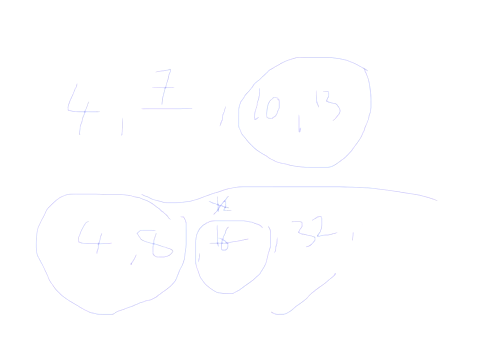 4, 7, 10, 13
4, 8, 16, 32,